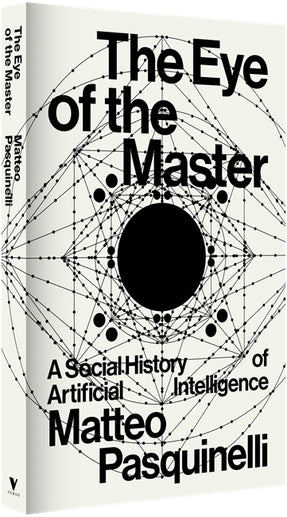 The Eye
of the Master
Matteo
Pasquinelli
The Eye
of the
Master
A Social History of
Artificial Intelligence
Matteo
Pasquinelli
V
VERSO